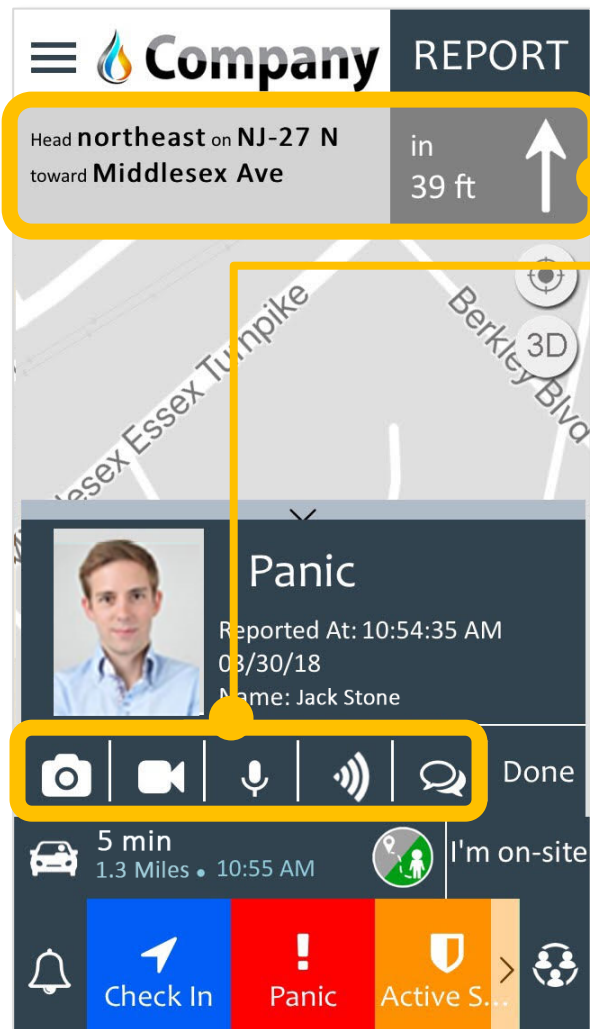 Company
REPORT
Head northeast on NJ-27 N
toward Middlesex Ave
in
39 ft
3D
Berkley Blvd
sex Essex Turnpike
Panic
Reported At: 10:54:35 AM
03/30/18
Name: Jack Stone
Done
5 min
1.3 Miles • 10:55 AM
I'm on-site
Check In
Panic
Active S...